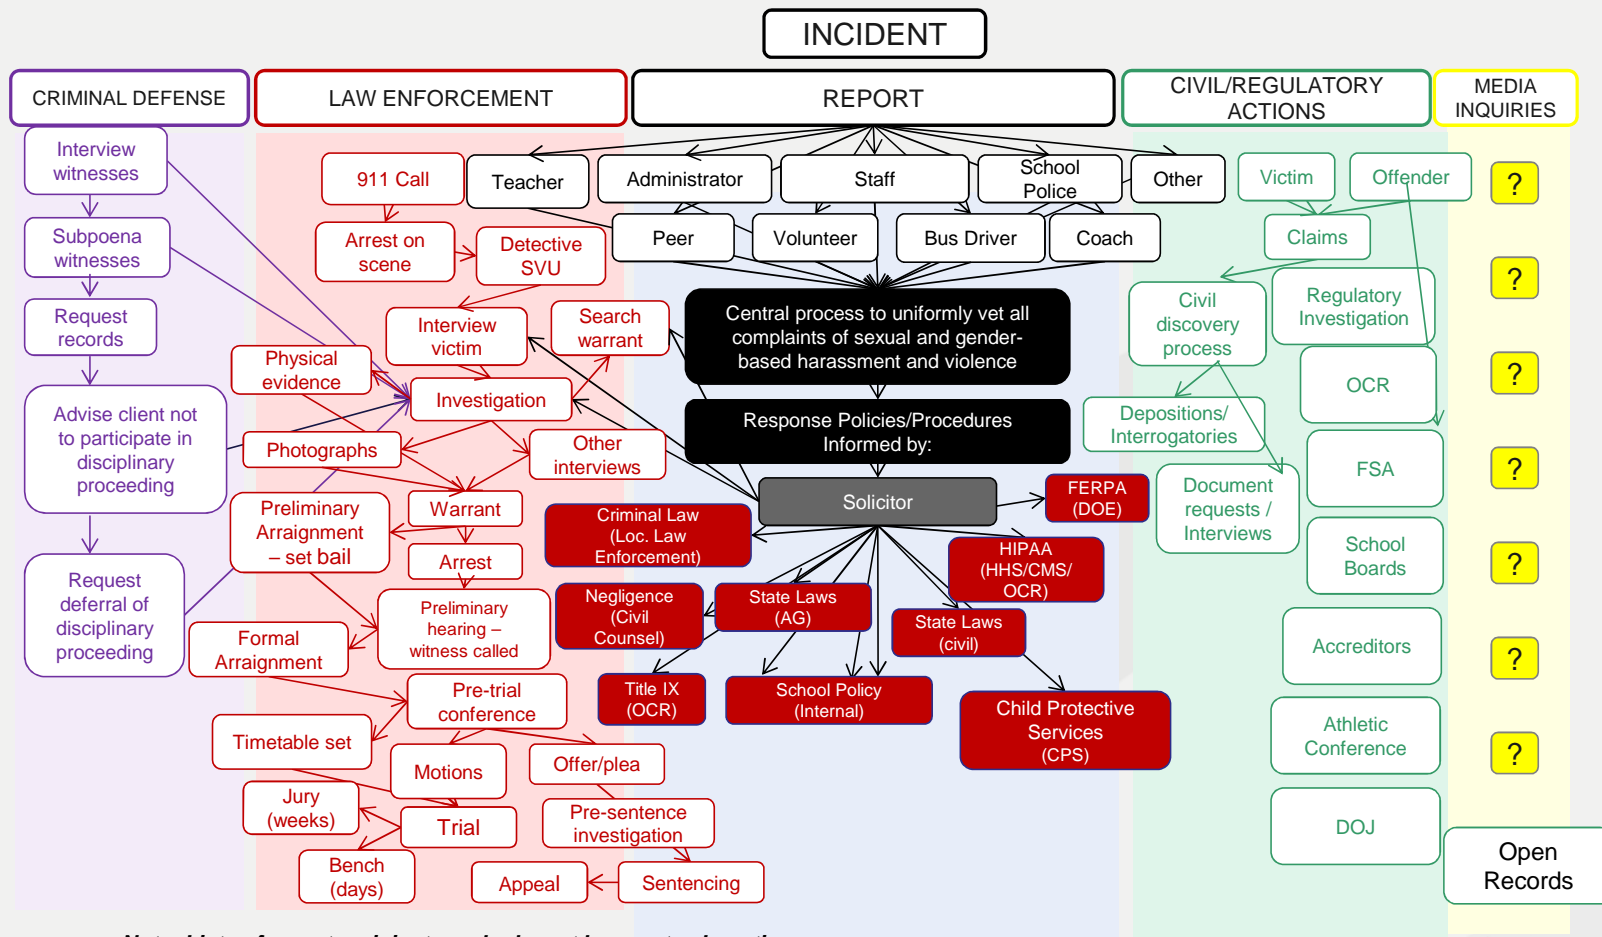 INCIDENT
CRIMINAL DEFENSE
LAW ENFORCEMENT
REPORT
CIVIL/REGULATORY
ACTIONS
MEDIA
INQUIRIES
Interview
witnesses
Subpoena
witnesses
Request
records
Advise client not
to participate in
disciplinary
proceeding
Request
deferral of
disciplinary
proceeding
911 Call
Arrest on
scene
Detective
SVU
Interview
victim
Search
warrant
Physical
evidence
Investigation
Photographs
Other
interviews
Warrant
Preliminary
Arraignment
– set bail
Arrest
Preliminary
hearing –
witness called
Formal
Arraignment
Pre-trial
conference
Timetable set
Motions
Offer/plea
Jury
(weeks)
Trial
Pre-sentence
investigation
Bench
(days)
Appeal
Sentencing
Teacher
Administrator
Staff
School
Police
Other
Peer
Volunteer
Bus Driver
Coach
Central process to uniformly vet all
complaints of sexual and gender-
based harassment and violence
Response Policies/Procedures
Informed by:
Solicitor
FERPA
(DOE)
Criminal Law
(Loc. Law
Enforcement)
HIPAA
(HHS/CMS/
OCR)
Negligence
(Civil
Counsel)
State Laws
(AG)
State Laws
(civil)
Title IX
(OCR)
School Policy
(Internal)
Child Protective
Services
(CPS)
Victim
Offender
Claims
Civil
discovery
process
Regulatory
Investigation
OCR
Depositions/
Interrogatories
FSA
Document
requests /
Interviews
School
Boards
Accreditors
Athletic
Conference
DOJ
?
?
?
?
?
?
?
Open
Records